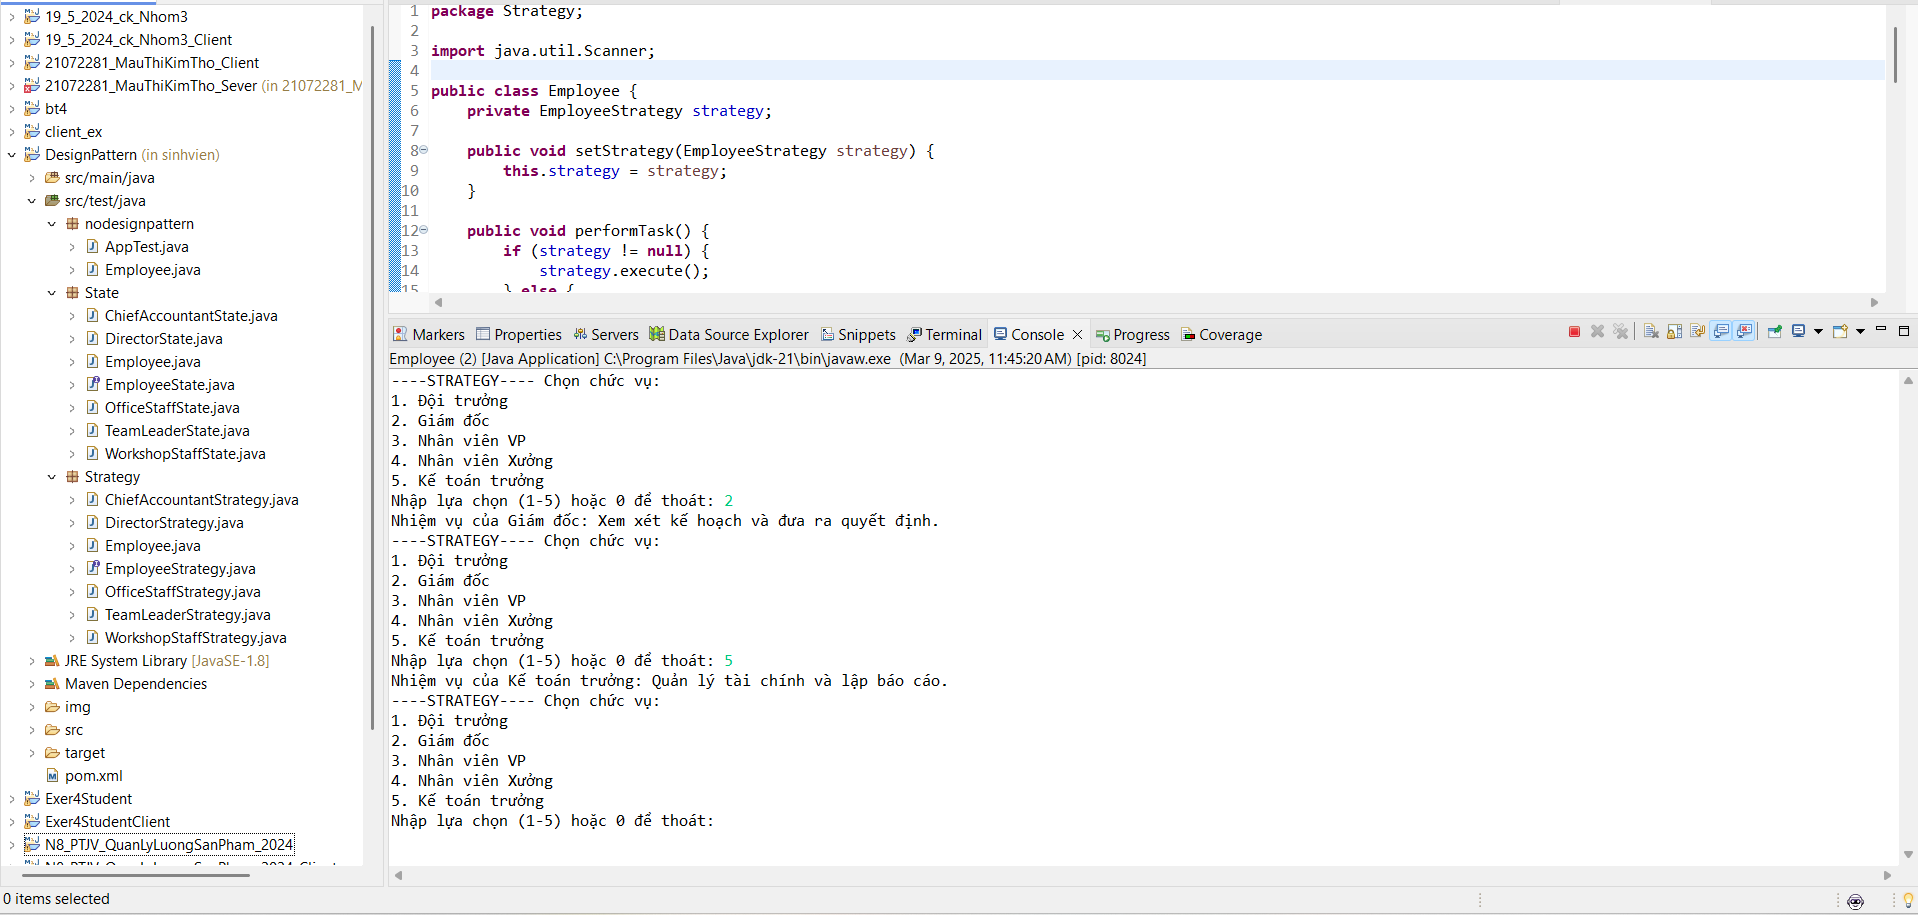 19_5_2024_ck_Nhom3
19_5_2024_ck_Nhom3_Client
21072281_MauThiKimTho_Client
21072281_MauThiKimTho_Sever (in 21072281_M
bt4
client_ex
DesignPattern (in sinhvien)
src/main/java
src/test/java
nodesignpattern
AppTest.java
Employee.java
State
ChiefAccountantState.java
DirectorState.java
Employee.java
EmployeeState.java
OfficeStaffState.java
TeamLeaderState.java
WorkshopStaffState.java
Strategy
ChiefAccountantStrategy.java
DirectorStrategy.java
Employee.java
EmployeeStrategy.java
OfficeStaffStrategy.java
TeamLeaderStrategy.java
WorkshopStaffStrategy.java
JRE System Library [JavaSE-1.8]
Maven Dependencies
img
src
target
pom.xml
Exer4Student
Exer4StudentClient
N8_PTJV_QuanLyLuongSanPham_2024
N8_PTJV_QuanLyLuongSanPham_2024_Client
1 package Strategy;
2
3 import java.util.Scanner;
4
5 public class Employee {
6 private EmployeeStrategy strategy;
7
8 public void setStrategy(EmployeeStrategy strategy) {
9 this.strategy = strategy;
10 }
11
12 public void performTask() {
13 if (strategy != null) {
14 strategy.execute();
15 } else {
Markers Properties Servers Data Source Explorer Snippets Terminal Console Progress Coverage
Employee (2) [Java Application] C:\Program Files\Java\jdk-21\bin\javaw.exe (Mar 9, 2025, 11:45:20 AM) [pid: 8024]
----STRATEGY---- Chọn chức vụ:
1. Đội trưởng
2. Giám đốc
3. Nhân viên VP
4. Nhân viên Xưởng
5. Kế toán trưởng
Nhập lựa chọn (1-5) hoặc 0 để thoát: 2
Nhiệm vụ của Giám đốc: Xem xét kế hoạch và đưa ra quyết định.
----STRATEGY---- Chọn chức vụ:
1. Đội trưởng
2. Giám đốc
3. Nhân viên VP
4. Nhân viên Xưởng
5. Kế toán trưởng
Nhập lựa chọn (1-5) hoặc 0 để thoát: 5
Nhiệm vụ của Kế toán trưởng: Quản lý tài chính và lập báo cáo.
----STRATEGY---- Chọn chức vụ:
1. Đội trưởng
2. Giám đốc
3. Nhân viên VP
4. Nhân viên Xưởng
5. Kế toán trưởng
Nhập lựa chọn (1-5) hoặc 0 để thoát:
0 items selected